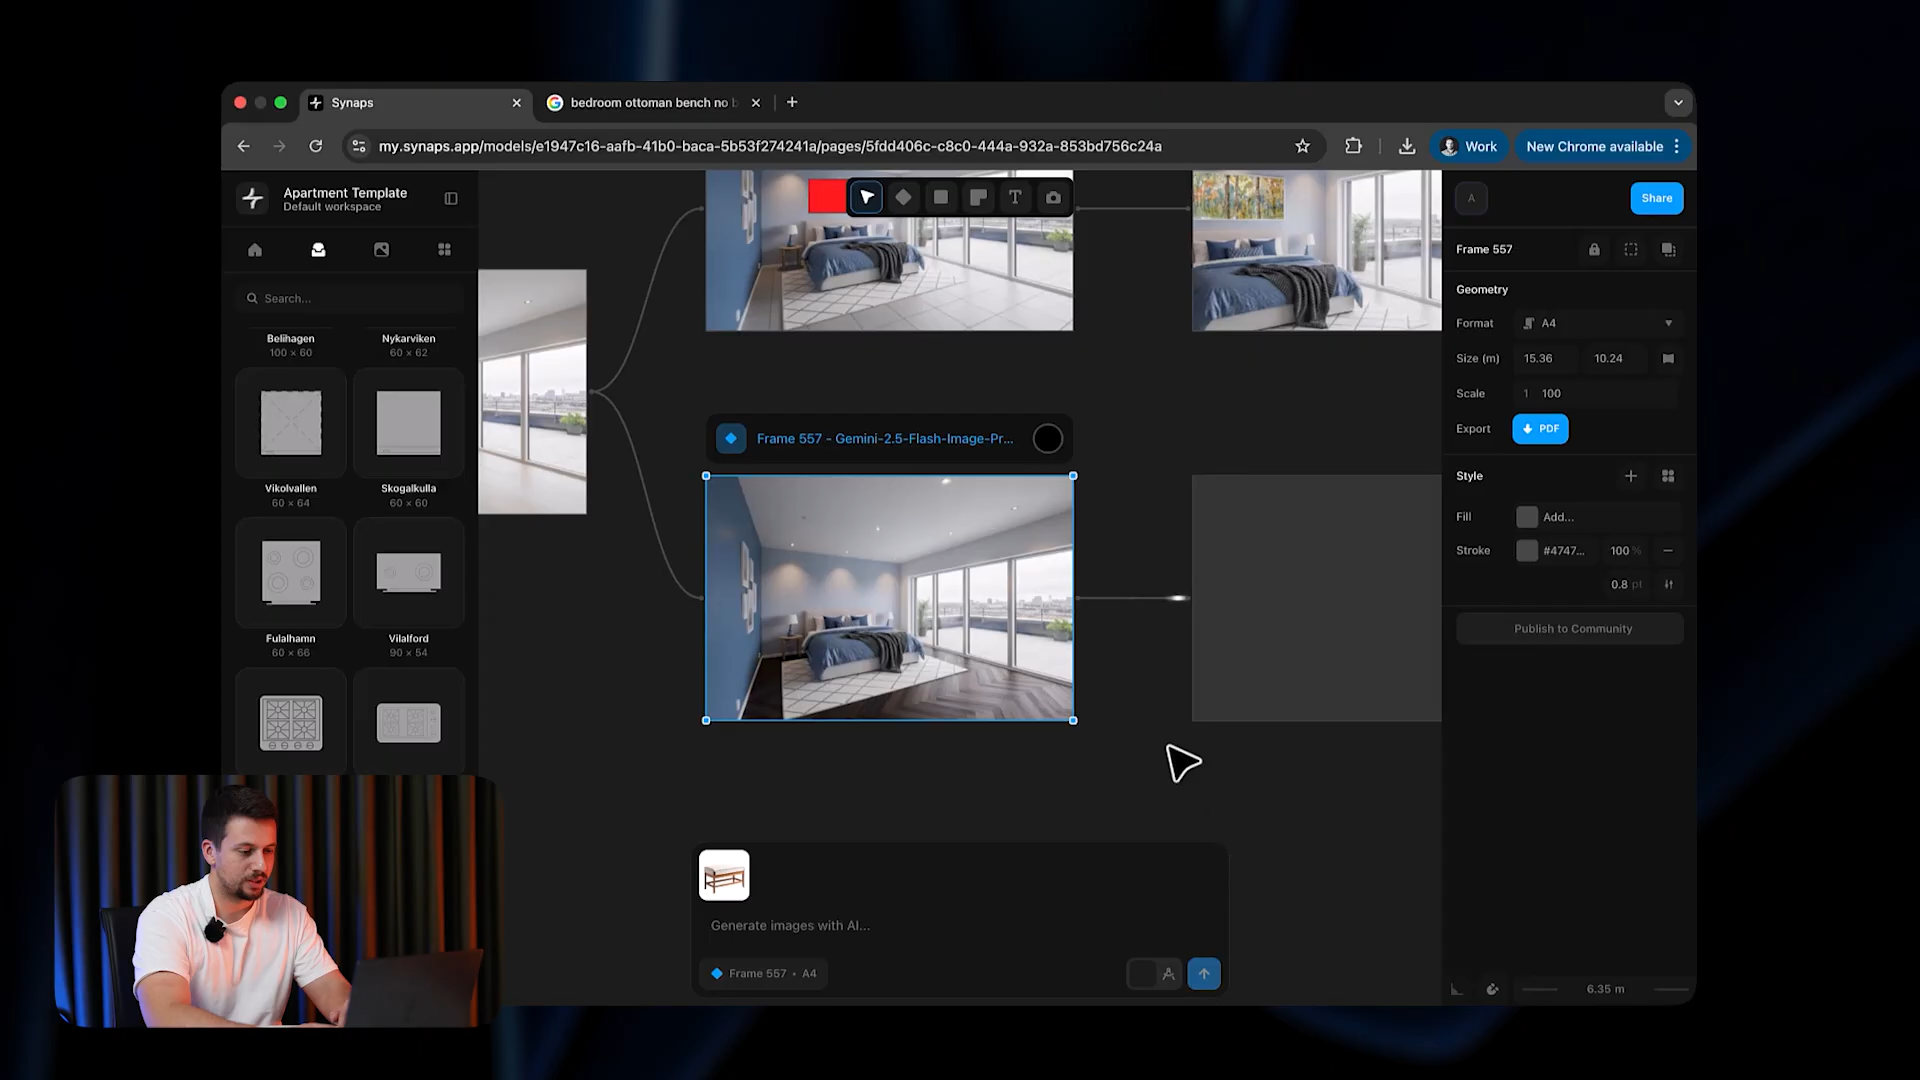 Synaps
bedroom ottoman bench no b
my.synaps.app/models/e1947c16-aafb-41b0-baca-5b53f274241a/pages/5fdd406c-c8c0-444a-932a-853bd756c24a
Work
New Chrome available
Apartment Template
Default workspace
Search...
Belihagen
100 × 60
Nykarviken
60 × 62
Vikolvallen
60 × 64
Skogalkulla
60 × 60
Fulalhamn
60 × 66
Vilalford
90 × 54
T
Frame 557 - Gemini-2.5-Flash-Image-Pr...
Generate images with AI...
Frame 557 • A4
A
Share
Frame 557
Geometry
Format
A4
Size (m)
15.36
10.24
Scale
1
100
Export
PDF
Style
Fill
Add...
Stroke
#4747...
100 %
0.8 pt
Publish to Community
6.35 m